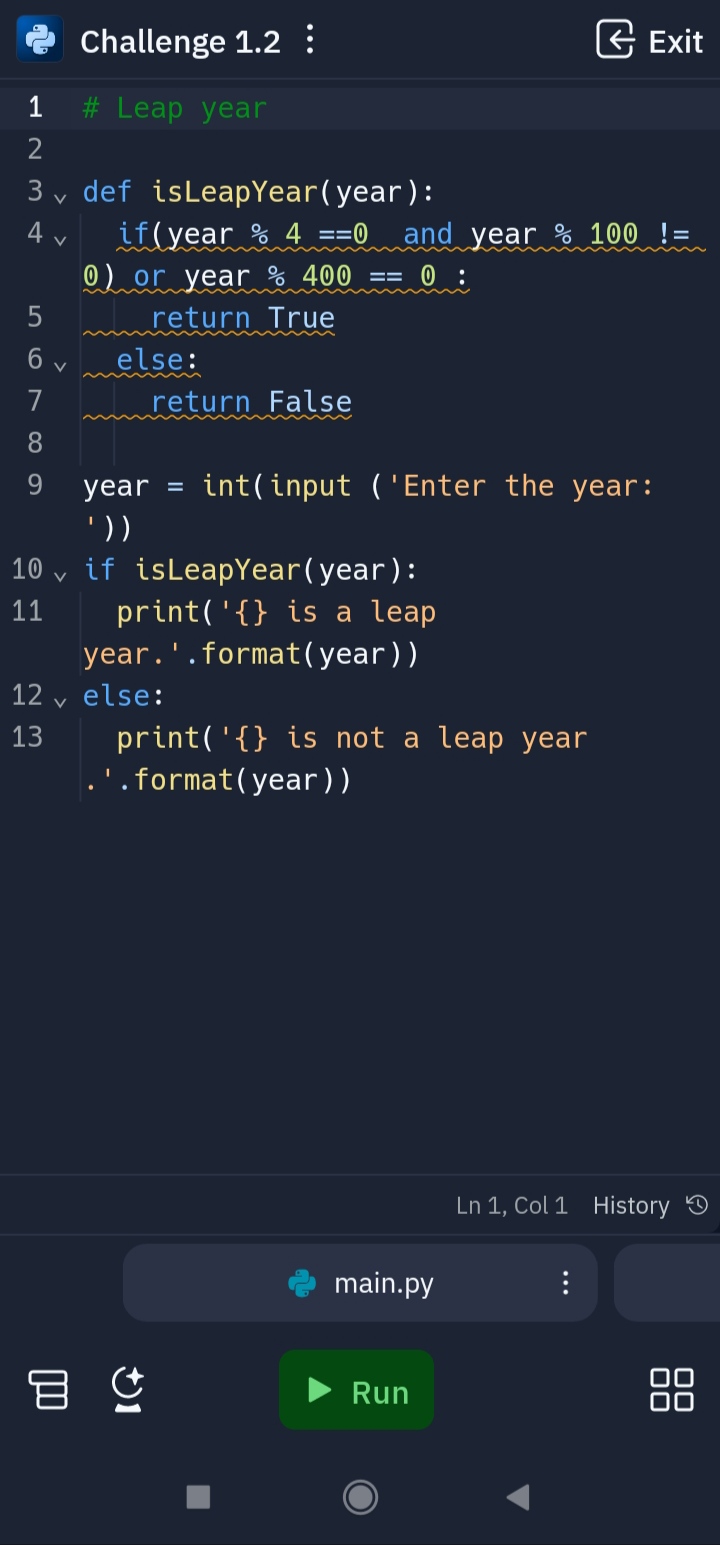 Challenge 1.2
Exit
1 # Leap year
2
3 def isLeapYear(year):
4   if(year % 4 ==0  and year % 100 !=
0) or year % 400 == 0 :
5     return True
6   else:
7     return False
8
9 year = int(input ('Enter the year:
'))
10 if isLeapYear(year):
11   print('{} is a leap
year.'.format(year))
12 else:
13   print('{} is not a leap year
.'.format(year))
Ln 1, Col 1 History
main.py
Run